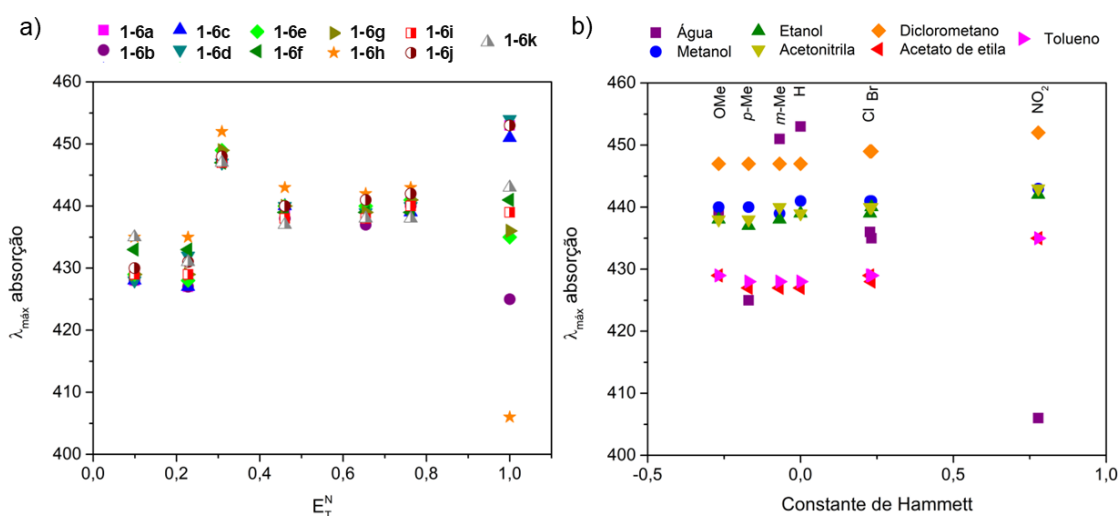 a)
1-6a 1-6c 1-6e 1-6g 1-6i 1-6k
1-6b 1-6d 1-6f 1-6h 1-6j
460
450
440
430
420
410
400
λmáx absorção
0,0 0,2 0,4 0,6 0,8 1,0
E_T^N
b)
Água Etanol Diclorometano Tolueno
Metanol Acetonitrila Acetato de etila
OMe p-Me m-Me H Cl Br NO₂
460
450
440
430
420
410
400
λmáx absorção
-0,5 0,0 0,5 1,0
Constante de Hammett